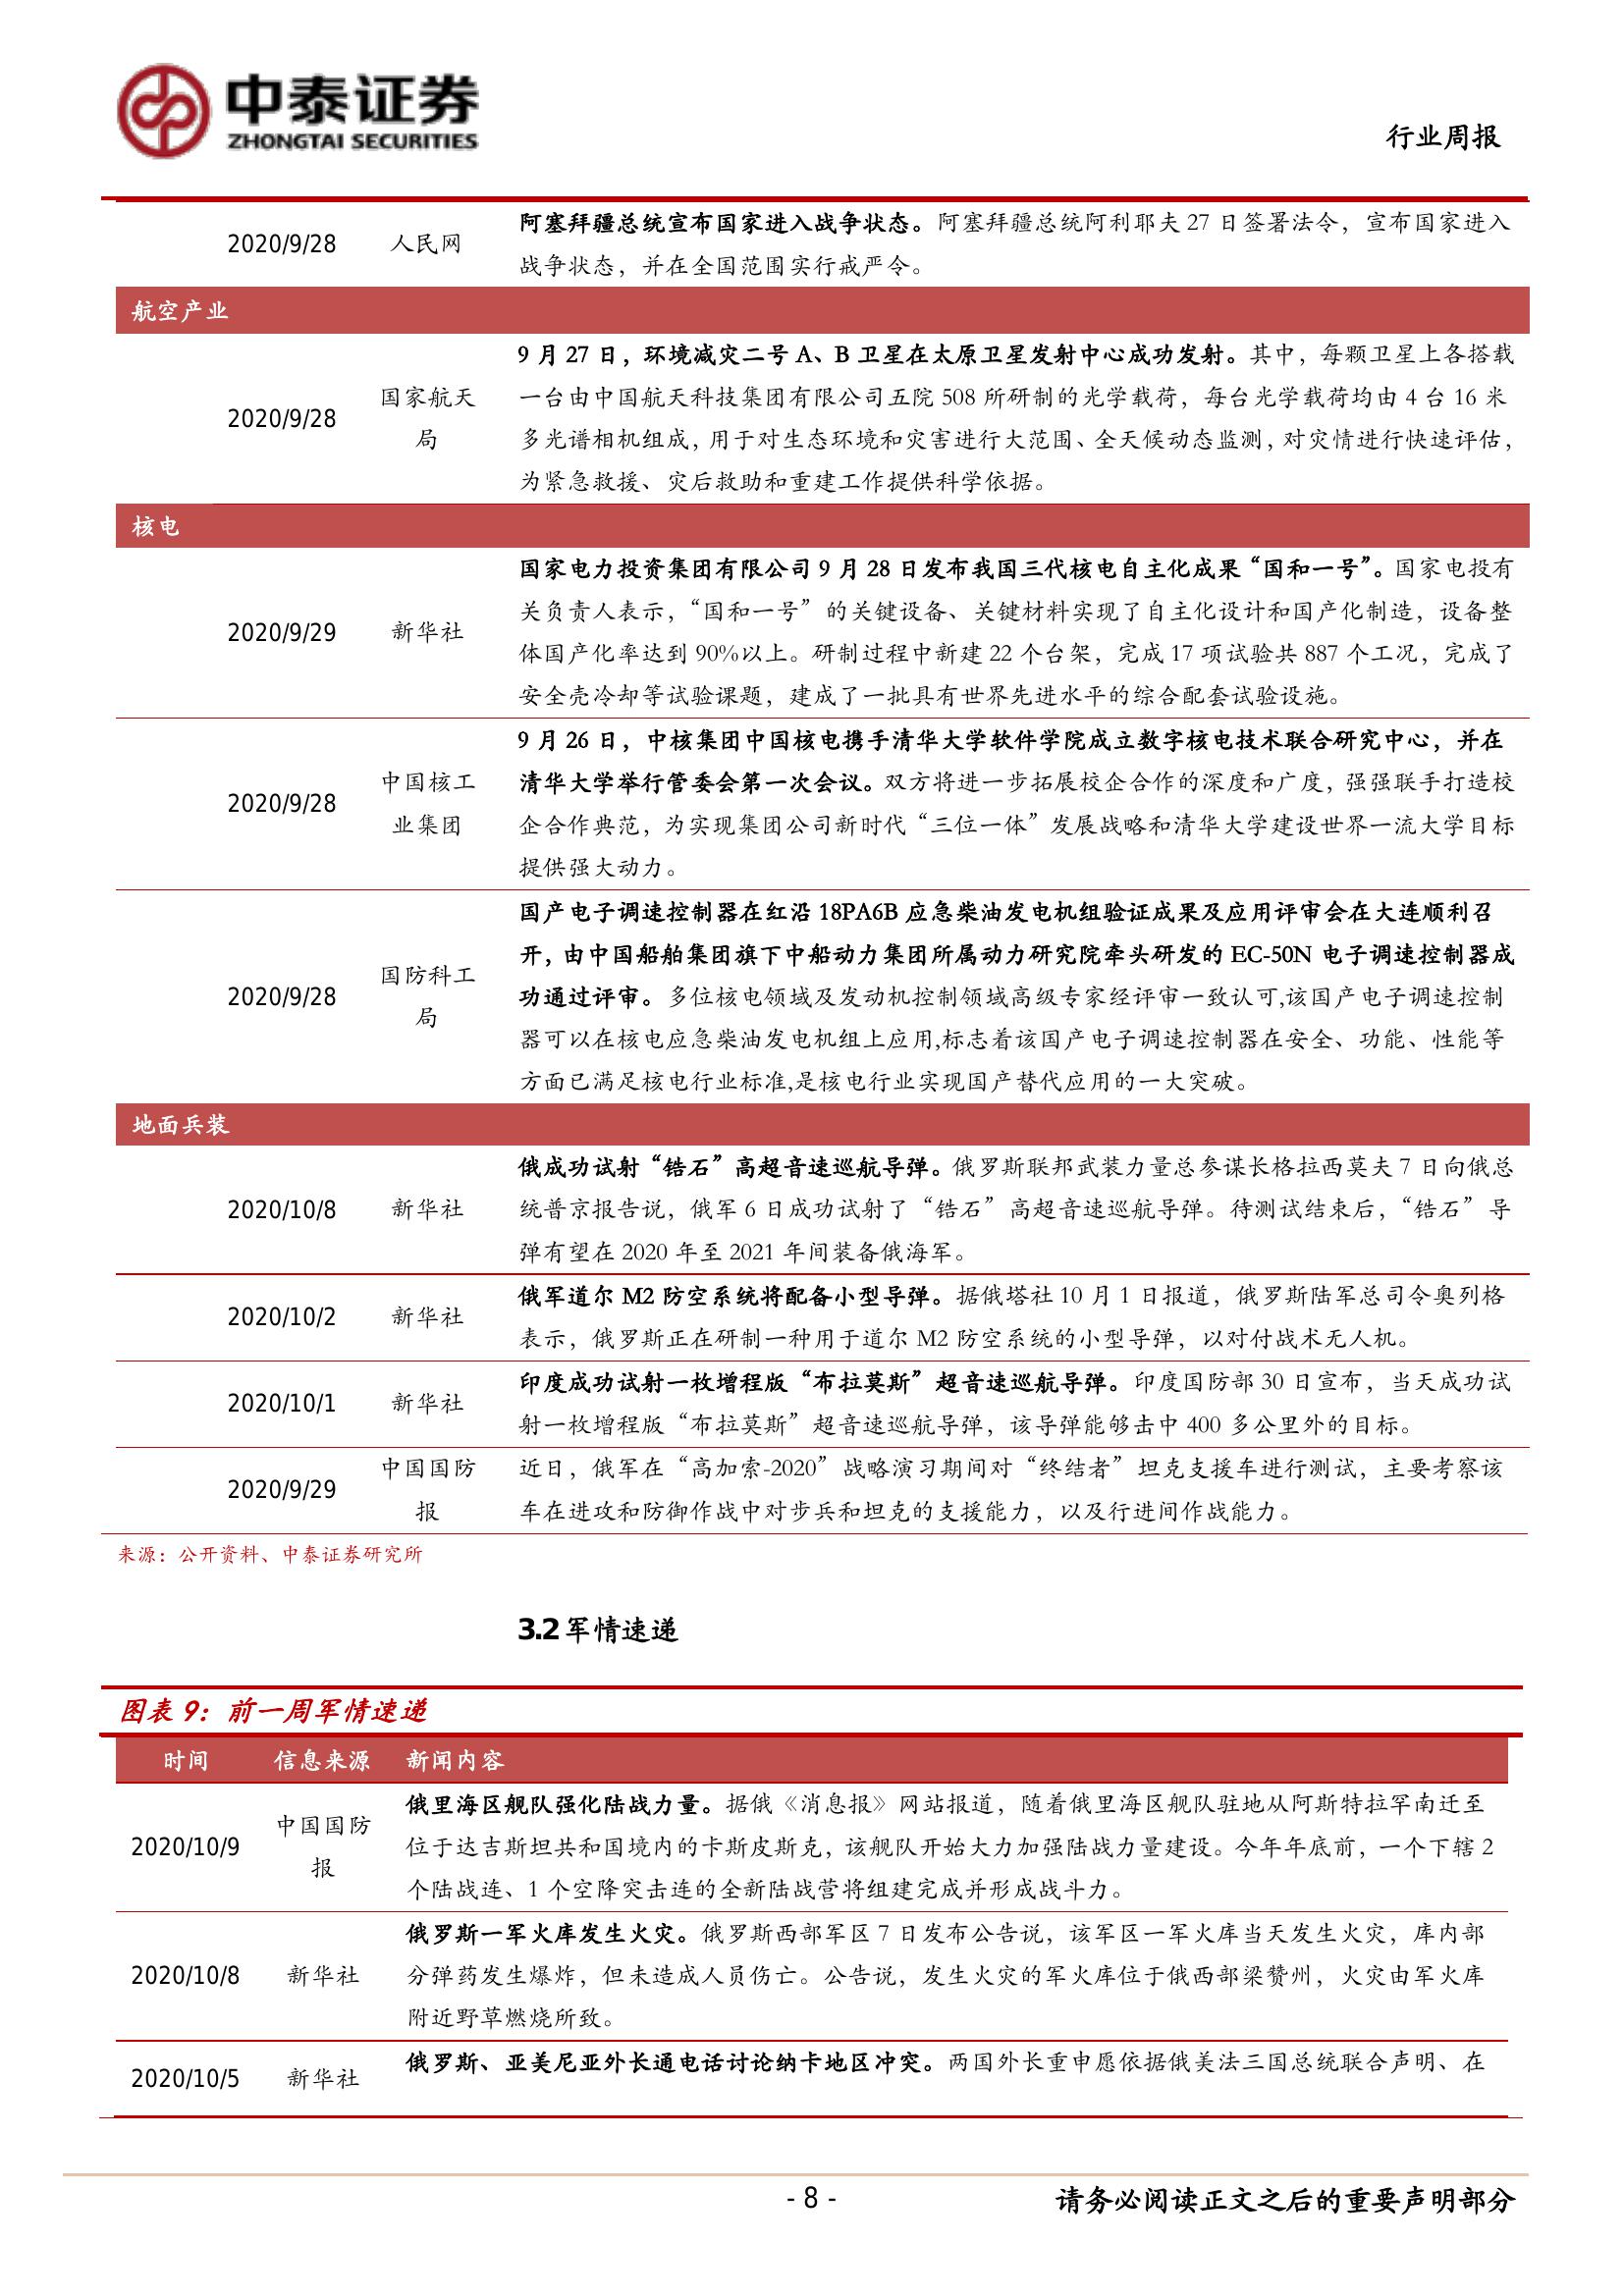 中泰证券
ZHONGTAI SECURITIES
行业周报
2020/9/28
人民网
阿塞拜疆总统宣布国家进入战争状态。阿塞拜疆总统阿利耶夫 27 日签署法令，宣布国家进入
战争状态，并在全国范围实行戒严令。
航空产业
2020/9/28
国家航天
局
9 月 27 日，环境减灾二号 A、B 卫星在太原卫星发射中心成功发射。其中，每颗卫星上各搭载
一台由中国航天科技集团有限公司五院 508 所研制的光学载荷，每台光学载荷均由 4 台 16 米
多光谱相机组成，用于对生态环境和灾害进行大范围、全天候动态监测，对灾情进行快速评估，
为紧急救援、灾后救助和重建工作提供科学依据。
核电
2020/9/29
新华社
国家电力投资集团有限公司 9 月 28 日发布我国三代核电自主化成果“国和一号”。国家电投有
关负责人表示，“国和一号”的关键设备、关键材料实现了自主化设计和国产化制造，设备整
体国产化率达到 90%以上。研制过程中新建 22 个台架，完成 17 项试验共 887 个工况，完成了
安全壳冷却等试验课题，建成了一批具有世界先进水平的综合配套试验设施。
2020/9/28
中国核工
业集团
9 月 26 日，中核集团中国核电携手清华大学软件学院成立数字核电技术联合研究中心，并在
清华大学举行管委会第一次会议。双方将进一步拓展校企合作的深度和广度，强强联手打造校
企合作典范，为实现集团公司新时代“三位一体”发展战略和清华大学建设世界一流大学目标
提供强大动力。
2020/9/28
国防科工
局
国产电子调速控制器在红沿 18PA6B 应急柴油发电机组验证成果及应用评审会在大连顺利召
开，由中国船舶集团旗下中船动力集团所属动力研究院牵头研发的 EC-50N 电子调速控制器成
功通过评审。多位核电领域及发动机控制领域高级专家经评审一致认可,该国产电子调速控制
器可以在核电应急柴油发电机组上应用,标志着该国产电子调速控制器在安全、功能、性能等
方面已满足核电行业标准,是核电行业实现国产替代应用的一大突破。
地面兵装
2020/10/8
新华社
俄成功试射“锆石”高超音速巡航导弹。俄罗斯联邦武装力量总参谋长格拉西莫夫 7 日向俄总
统普京报告说，俄军 6 日成功试射了“锆石”高超音速巡航导弹。待测试结束后，“锆石”导
弹有望在 2020 年至 2021 年间装备俄海军。
2020/10/2
新华社
俄军道尔 M2 防空系统将配备小型导弹。据俄塔社 10 月 1 日报道，俄罗斯陆军总司令奥列格
表示，俄罗斯正在研制一种用于道尔 M2 防空系统的小型导弹，以对付战术无人机。
2020/10/1
新华社
印度成功试射一枚增程版“布拉莫斯”超音速巡航导弹。印度国防部 30 日宣布，当天成功试
射一枚增程版“布拉莫斯”超音速巡航导弹，该导弹能够击中 400 多公里外的目标。
2020/9/29
中国国防
报
近日，俄军在“高加索-2020”战略演习期间对“终结者”坦克支援车进行测试，主要考察该
车在进攻和防御作战中对步兵和坦克的支援能力，以及行进间作战能力。
来源：公开资料、中泰证券研究所
3.2 军情速递
图表 9：前一周军情速递
时间 信息来源 新闻内容
2020/10/9
中国国防
报
俄里海区舰队强化陆战力量。据俄《消息报》网站报道，随着俄里海区舰队驻地从阿斯特拉罕南迁至
位于达吉斯坦共和国境内的卡斯皮斯克，该舰队开始大力加强陆战力量建设。今年年底前，一个下辖 2
个陆战连、1 个空降突击连的全新陆战营将组建完成并形成战斗力。
2020/10/8
新华社
俄罗斯一军火库发生火灾。俄罗斯西部军区 7 日发布公告说，该军区一军火库当天发生火灾，库内部
分弹药发生爆炸，但未造成人员伤亡。公告说，发生火灾的军火库位于俄西部梁赞州，火灾由军火库
附近野草燃烧所致。
2020/10/5
新华社
俄罗斯、亚美尼亚外长通电话讨论纳卡地区冲突。两国外长重申愿依据俄美法三国总统联合声明、在
- 8 -
请务必阅读正文之后的重要声明部分